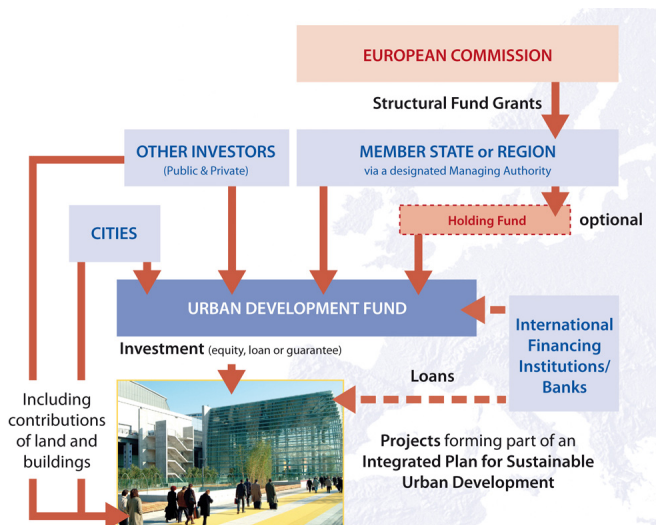 EUROPEAN COMMISSION
Structural Fund Grants
OTHER INVESTORS
(Public & Private)
MEMBER STATE or REGION
via a designated Managing Authority
Holding Fund
optional
CITIES
URBAN DEVELOPMENT FUND
International
Financing
Institutions/
Banks
Investment (equity, loan or guarantee)
Loans
Including
contributions
of land and
buildings
Projects forming part of an
Integrated Plan for Sustainable
Urban Development